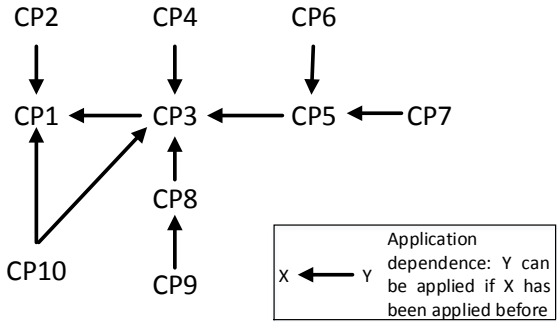 CP2 CP4 CP6
CP1 CP3 CP5 CP7
CP8
CP10 CP9
Application
dependence: Y can
X Y be applied if X has
been applied before